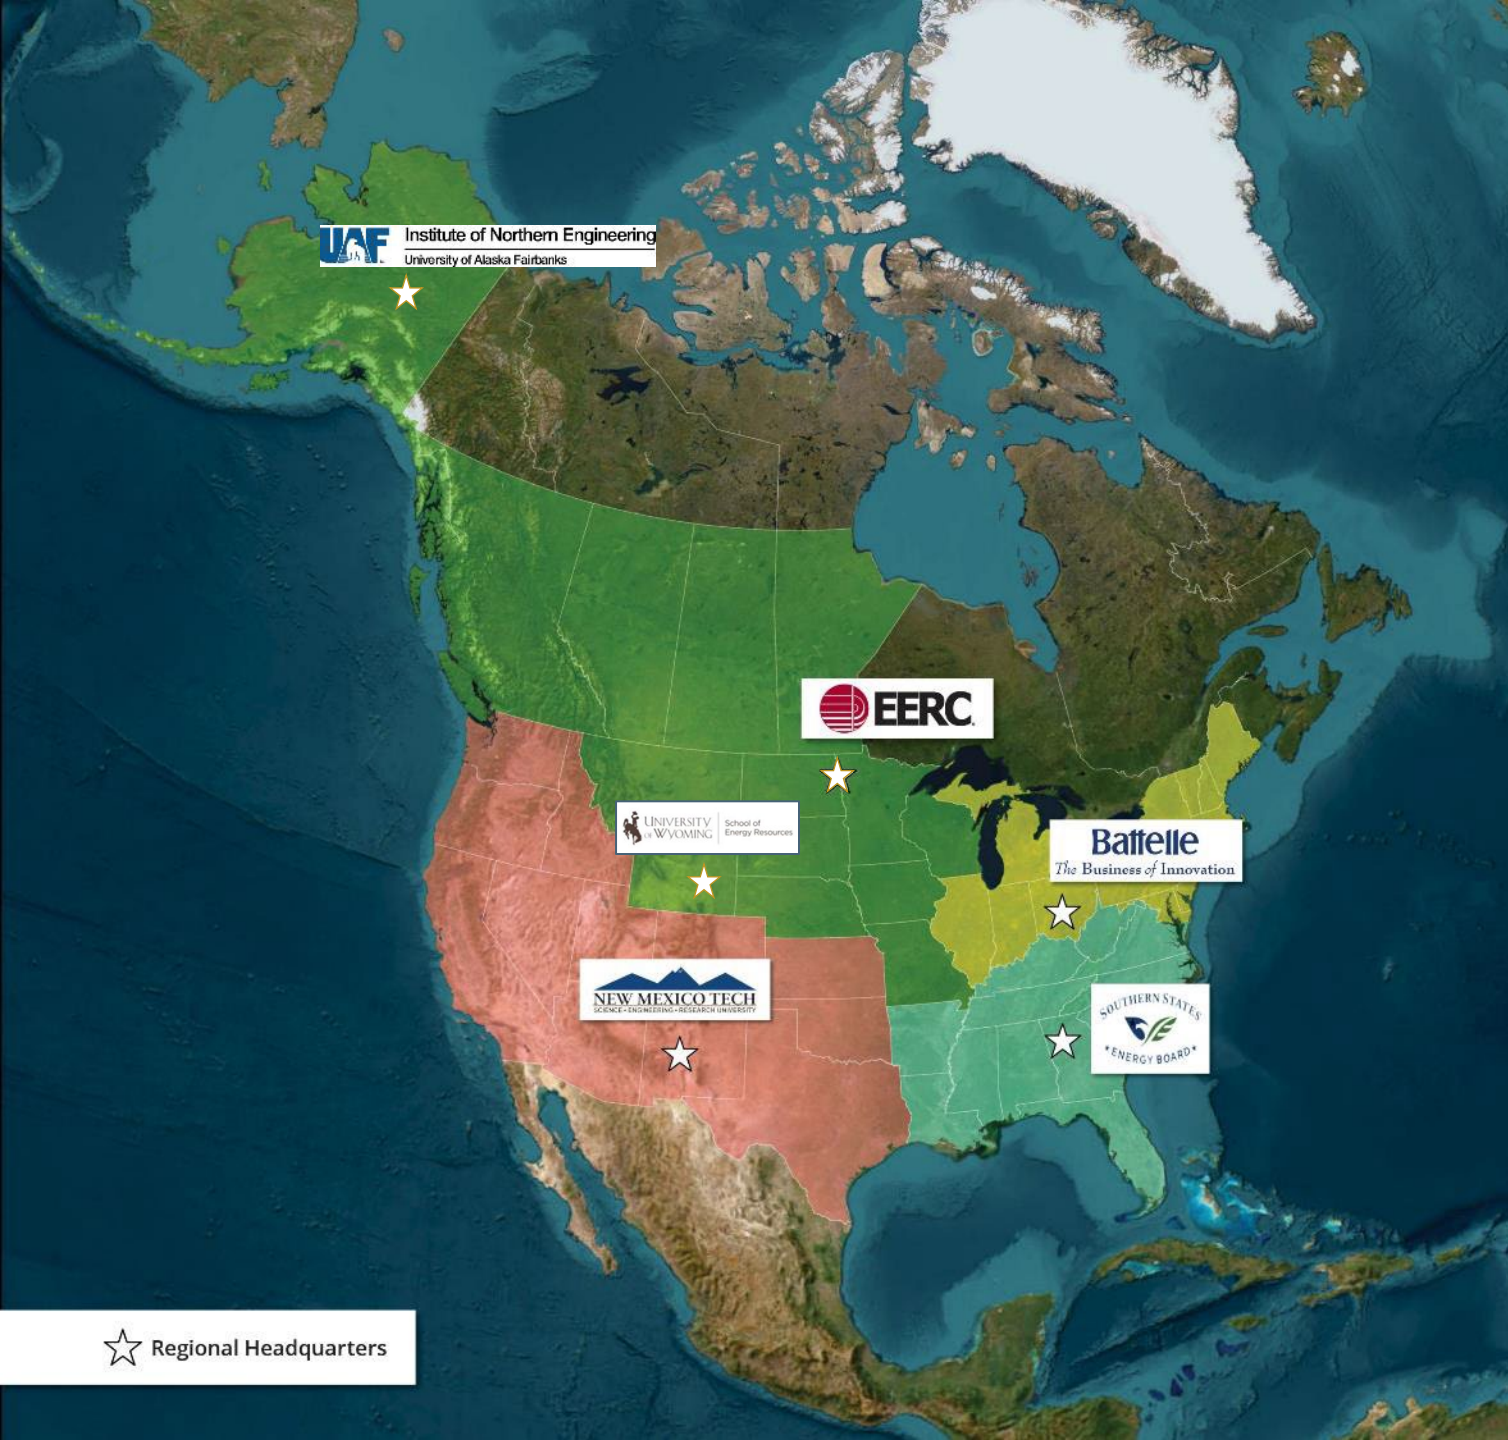 UAF
Institute of Northern Engineering
University of Alaska Fairbanks
EERC
UNIVERSITY
OF WYOMING
School of
Energy Resources
Battelle
The Business of Innovation
NEW MEXICO TECH
SCIENCE • ENGINEERING • RESEARCH UNIVERSITY
SOUTHERN STATES
ENERGY BOARD
Regional Headquarters